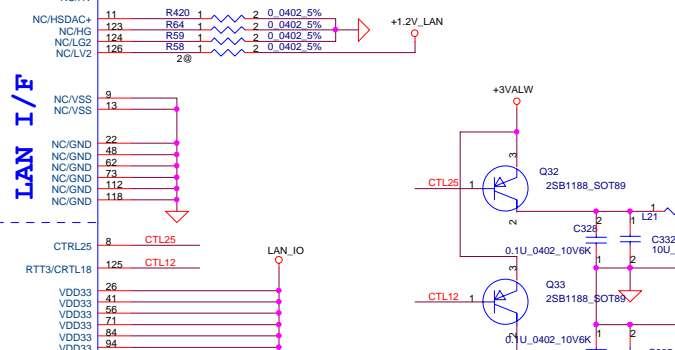 NC/HSDAC+ 11 R420 1 2 0_0402_5%
NC/HG 123 R64 1 2 0_0402_5%
NC/LG2 124 R59 1 2 0_0402_5%
NC/LV2 126 R58 1 2 0_0402_5%
2@
+1.2V_LAN
LAN I/F
NC/VSS 9
NC/VSS 13
NC/GND 22
NC/GND 48
NC/GND 62
NC/GND 73
NC/GND 112
NC/GND 118
CTRL25 8 CTL25
RTT3/CRTL18 125 CTL12
LAN_IO
VDD33 26
VDD33 41
VDD33 56
VDD33 71
VDD33 84
VDD33 94
+3VALW
3
Q32
CTL25 1 2SB1188_SOT89
2
C328 2 2 L21 1
C332
0.1U_0402_10V6K 10U_
1 1
3
Q33
CTL12 1 2SB1188_SOT89
2
0.1U_0402_10V6K
1 2